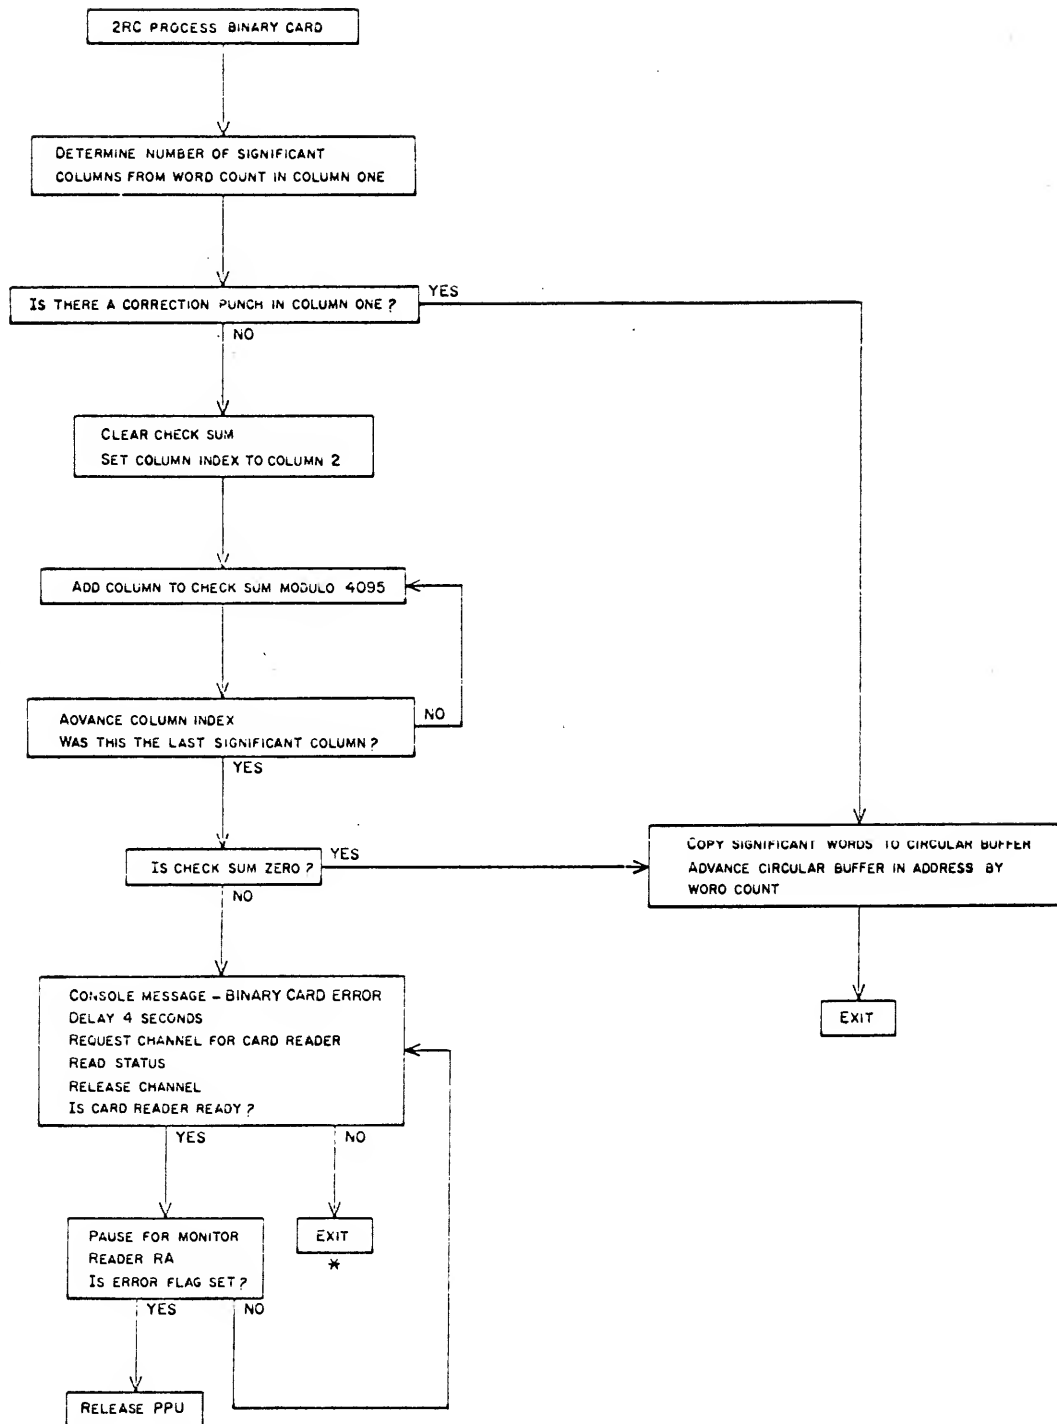 2RC PROCESS BINARY CARD
DETERMINE NUMBER OF SIGNIFICANT
COLUMNS FROM WORD COUNT IN COLUMN ONE
IS THERE A CORRECTION PUNCH IN COLUMN ONE?
YES
NO
CLEAR CHECK SUM
SET COLUMN INDEX TO COLUMN 2
ADD COLUMN TO CHECK SUM MODULO 4095
ADVANCE COLUMN INDEX
WAS THIS THE LAST SIGNIFICANT COLUMN?
NO
YES
IS CHECK SUM ZERO?
YES
NO
COPY SIGNIFICANT WORDS TO CIRCULAR BUFFER
ADVANCE CIRCULAR BUFFER IN ADDRESS BY
WORD COUNT
EXIT
CONSOLE MESSAGE – BINARY CARD ERROR
DELAY 4 SECONDS
REQUEST CHANNEL FOR CARD READER
READ STATUS
RELEASE CHANNEL
IS CARD READER READY?
YES
NO
PAUSE FOR MONITOR
READER RA
IS ERROR FLAG SET?
EXIT
*
YES
NO
RELEASE PPU